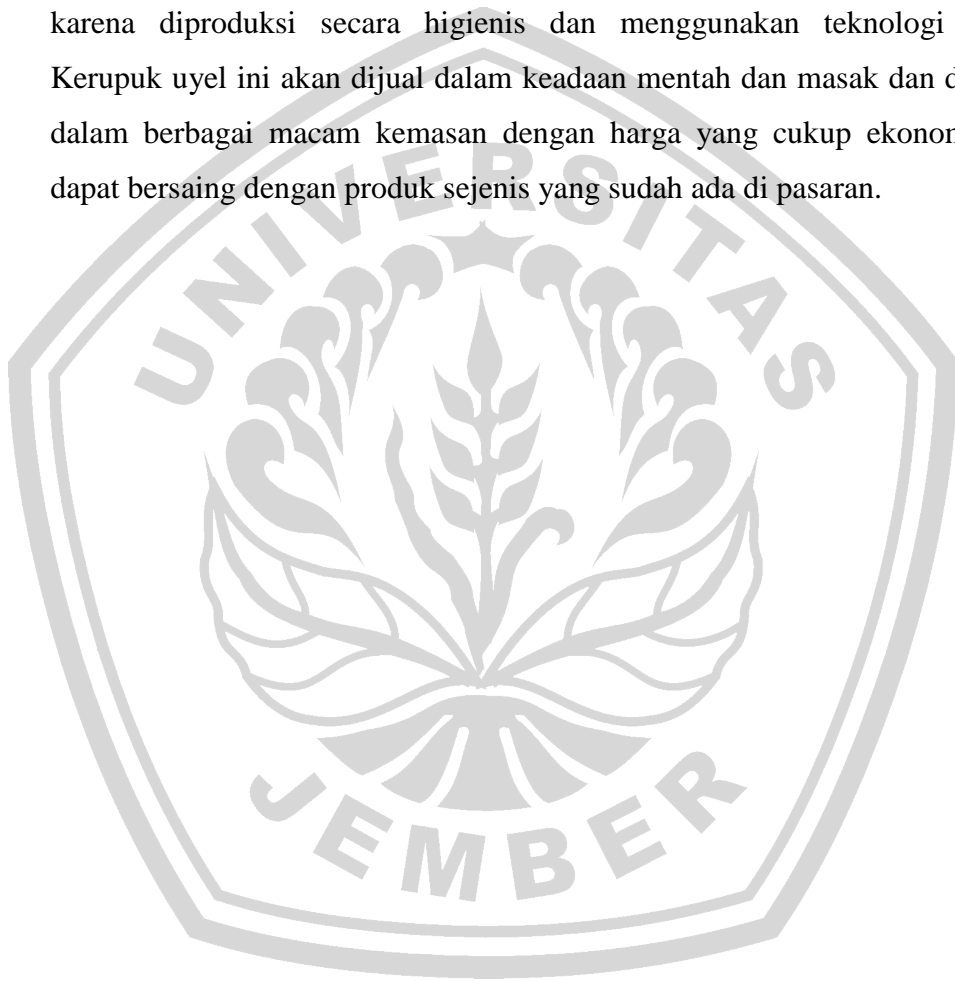 karena diproduksi secara higienis dan menggunakan teknologi
Kerupuk uyel ini akan dijual dalam keadaan mentah dan masak dan
dalam berbagai macam kemasan dengan harga yang cukup
dapat bersaing dengan produk sejenis yang sudah ada di pasaran.
UNIVERSITAS
JEMBER